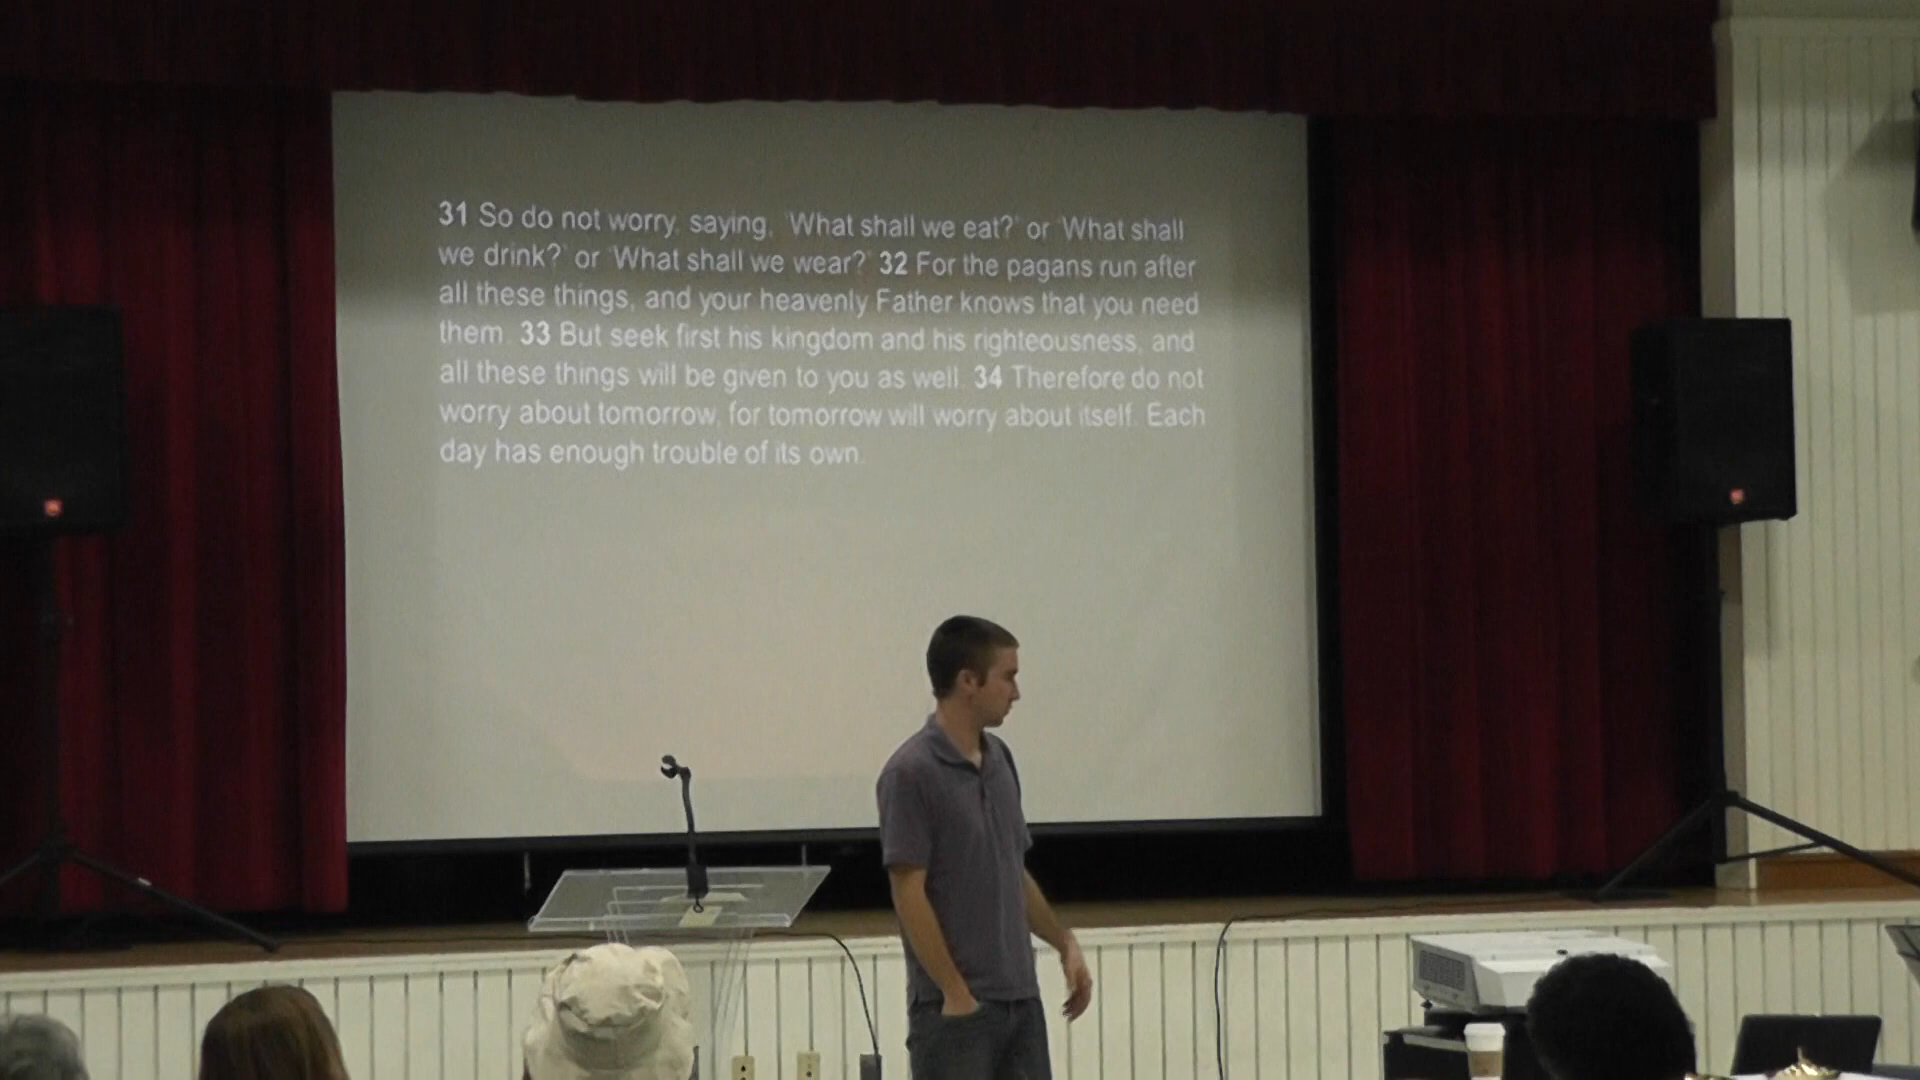 31 So do not worry, saying, 'What shall we eat?' or 'What shall
we drink?' or 'What shall we wear?' 32 For the pagans run after
all these things, and your heavenly Father knows that you need
them. 33 But seek first his kingdom and his righteousness, and
all these things will be given to you as well. 34 Therefore do not
worry about tomorrow, for tomorrow will worry about itself. Each
day has enough trouble of its own.